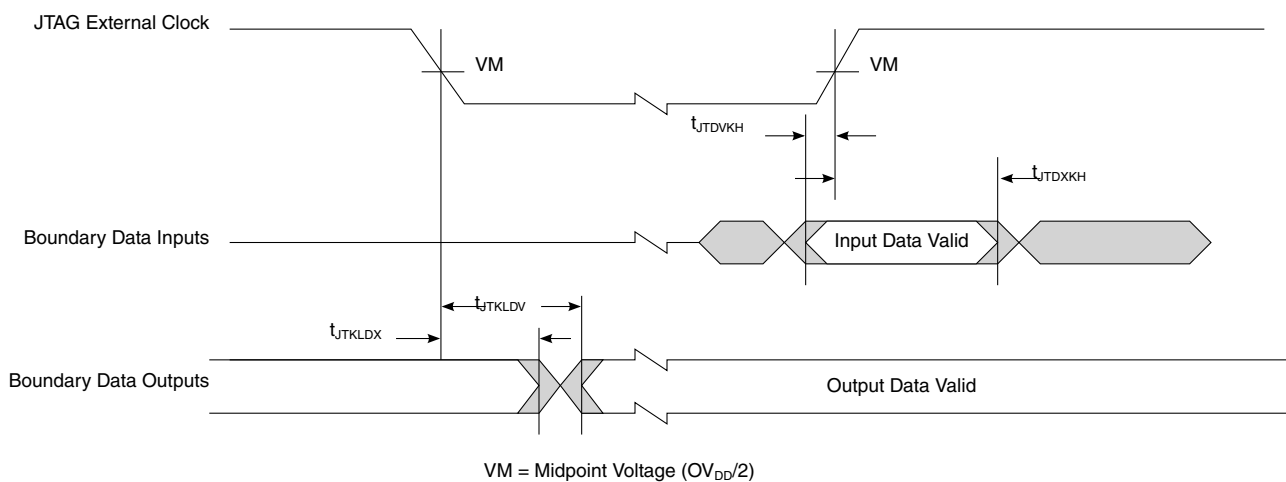 JTAG External Clock
VM
VM
tJTDVKH
tJTDXKH
Boundary Data Inputs
Input Data Valid
tJTKLDV
tJTKLDX
Boundary Data Outputs
Output Data Valid
VM = Midpoint Voltage (OVDD/2)